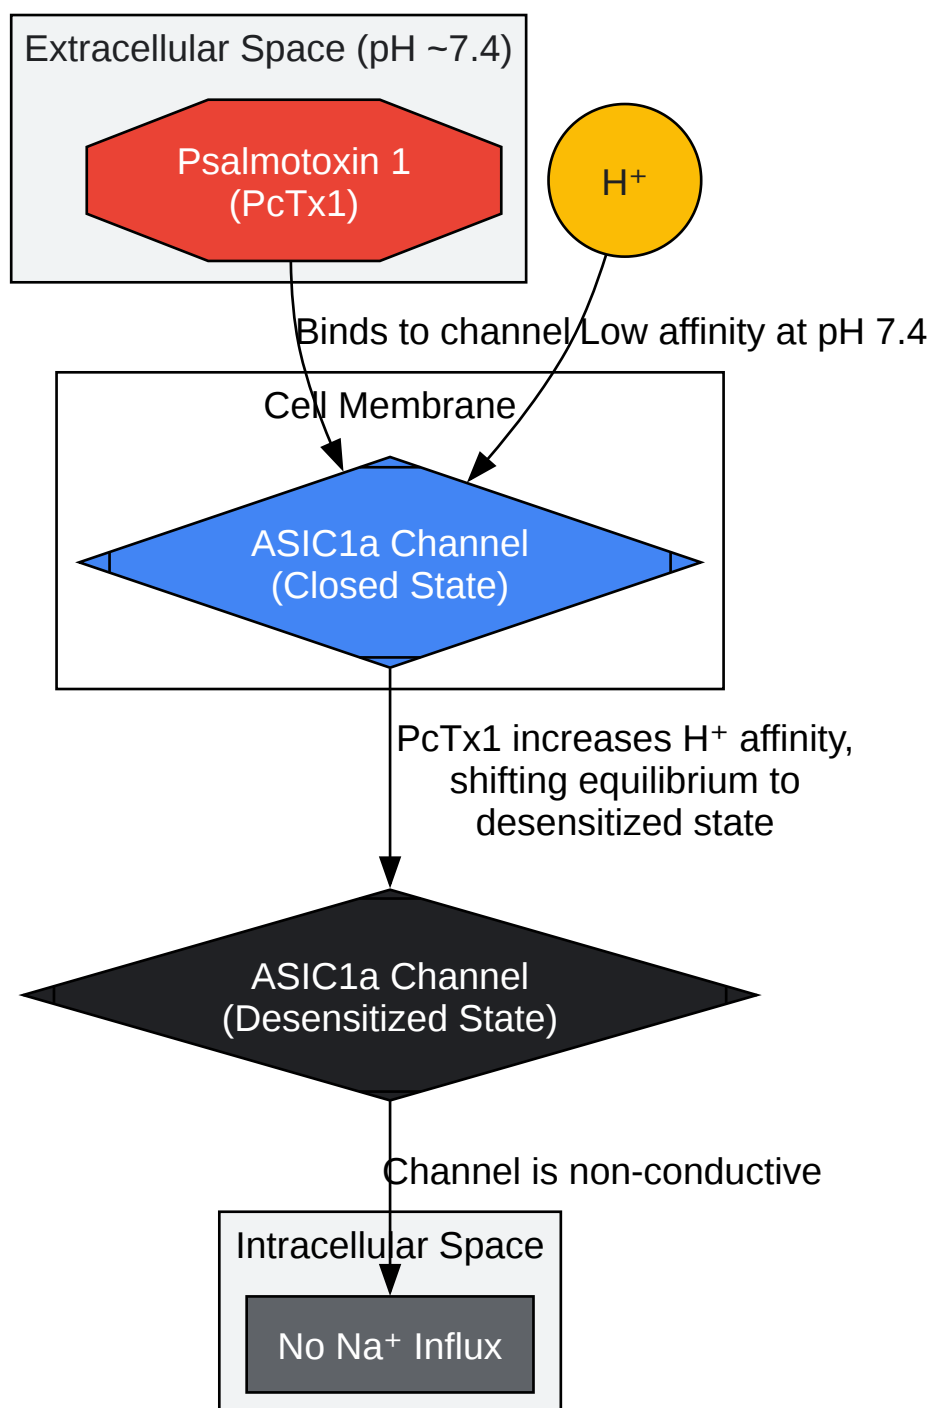 Extracellular Space (pH ~7.4)
Psalmotoxin 1
(PcTx1)
H⁺
Binds to channel
Low affinity at pH 7.4
Cell Membrane
ASIC1a Channel
(Closed State)
PcTx1 increases H⁺ affinity,
shifting equilibrium to
desensitized state
ASIC1a Channel
(Desensitized State)
Channel is non-conductive
Intracellular Space
No Na⁺ Influx